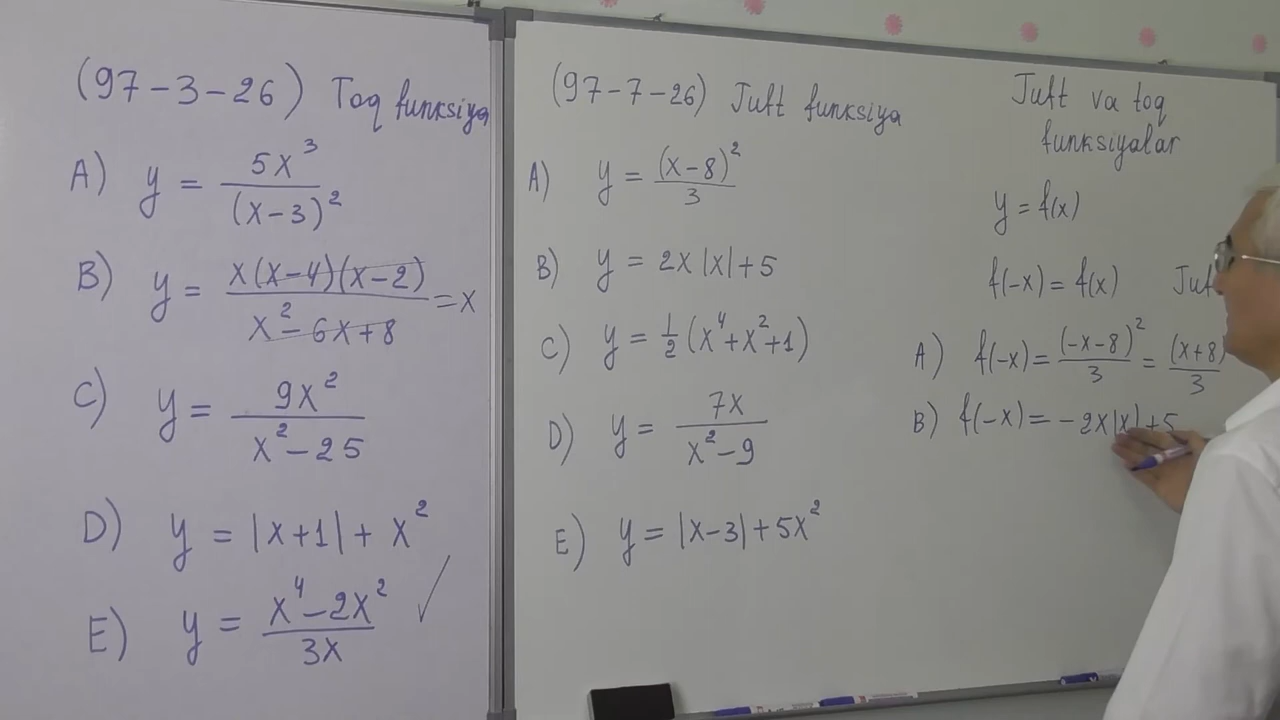 (97-3-26) Toq funksiya
A) y = 5x³/(x-3)²
B) y = x(x-4)(x-2)/x²-6x+8 = x
C) y = 9x²/x²-25
D) y = |x+1| + x²
E) y = x⁴-2x²/3x ✓
(97-7-26) Juft funksiya
A) y = (x-8)²/3
B) y = 2x|x|+5
C) y = 1/2(x⁴+x²+1)
D) y = 7x/x²-9
E) y = |x-3|+5x²
Juft va toq
funksiyalar
y = f(x)
f(-x) = f(x)
A) f(-x) = (-x-8)²/3 = (x+8)/3
B) f(-x) = -2x|x|+5